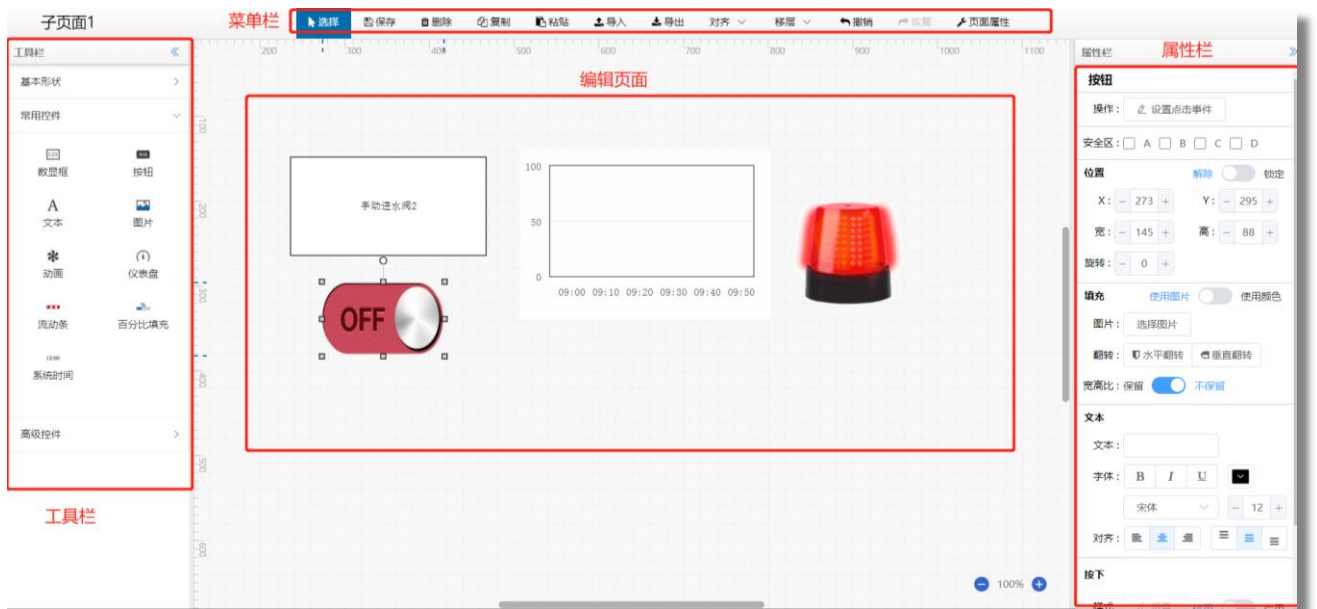 子页面1
菜单栏
选择 保存 删除 复制 粘贴 导入 导出 对齐 移层 撤销 恢复 页面属性
工具栏
200 300 400 500 600 700 800 900 1000 1100
属性栏 属性栏
基本形状
编辑页面
按钮
常用控件
操作： 设置点击事件
100
安全区： A B C D
数显框 按钮
100
位置 解除 锁定
A
200
手动进水阀2
X： － 273 + Y： － 295 +
文本 图片
50
宽： － 145 + 高： － 88 +
动画 仪表盘
0
旋转： － 0 +
300
09:00 09:10 09:20 09:30 09:40 09:50
填充 使用图片 使用颜色
OFF
流动条 百分比填充
图片： 选择图片
翻转： 水平翻转 垂直翻转
系统时间
400
宽高比： 保留 不保留
文本
高级控件
文本：
500
字体： B I U
工具栏
宋体 － 12 +
对齐：
600
按下
100%